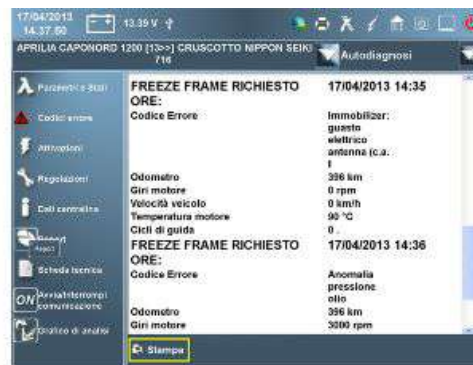 17/04/2013
14.37.50
13.39 V
APRILIA CAPONORD 1200 [13>>] CRUSCOTTO NIPPON SEIKI
716
Autodiagnosi
Parametri e Stati
Codici errore
Attivazioni
Regolazioni
Dati centralina
Report
Report
Scheda tecnica
ON
Avvia/Interrompi
comunicazione
Grafico di analisi
FREEZE FRAME RICHIESTO 17/04/2013 14:35
ORE:
Codice Errore Immobilizer:
guasto
elettrico
antenna (c.a.
Odometro 396 km
Giri motore 0 rpm
Velocità veicolo 0 km/h
Temperatura motore 90 °C
Cicli di guida 0 .
FREEZE FRAME RICHIESTO 17/04/2013 14:36
ORE:
Codice Errore Anomalia
pressione
olio
Odometro 396 km
Giri motore 3000 rpm
Stampa